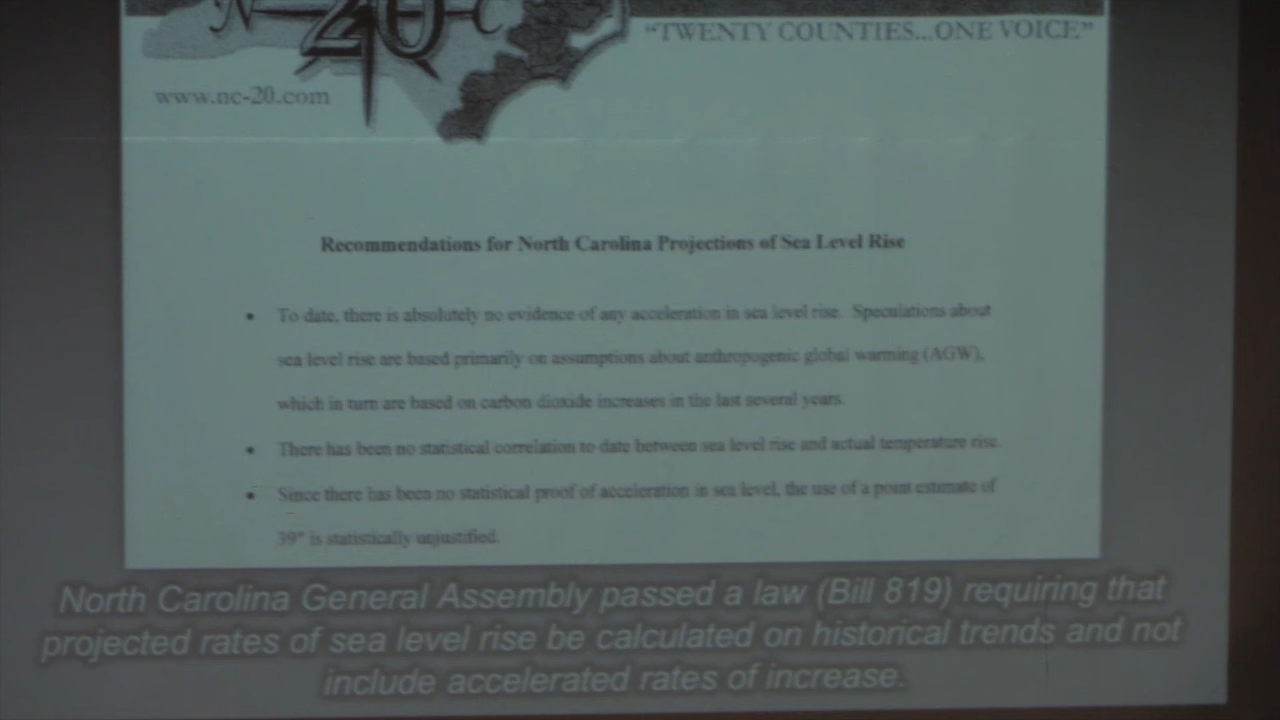 N 20 C
"TWENTY COUNTIES...ONE VOICE"
www.nc-20.com
Recommendations for North Carolina Projections of Sea Level Rise
• To date, there is absolutely no evidence of any acceleration in sea level rise. Speculations about
sea level rise are based primarily on assumptions about anthropogenic global warming (AGW),
which in turn are based on carbon dioxide increases in the last several years.
• There has been no statistical correlation to date between sea level rise and actual temperature rise.
• Since there has been no statistical proof of acceleration in sea level, the use of a point estimate of
39" is statistically unjustified.
North Carolina General Assembly passed a law (Bill 819) requiring that
projected rates of sea level rise be calculated on historical trends and not
include accelerated rates of increase.